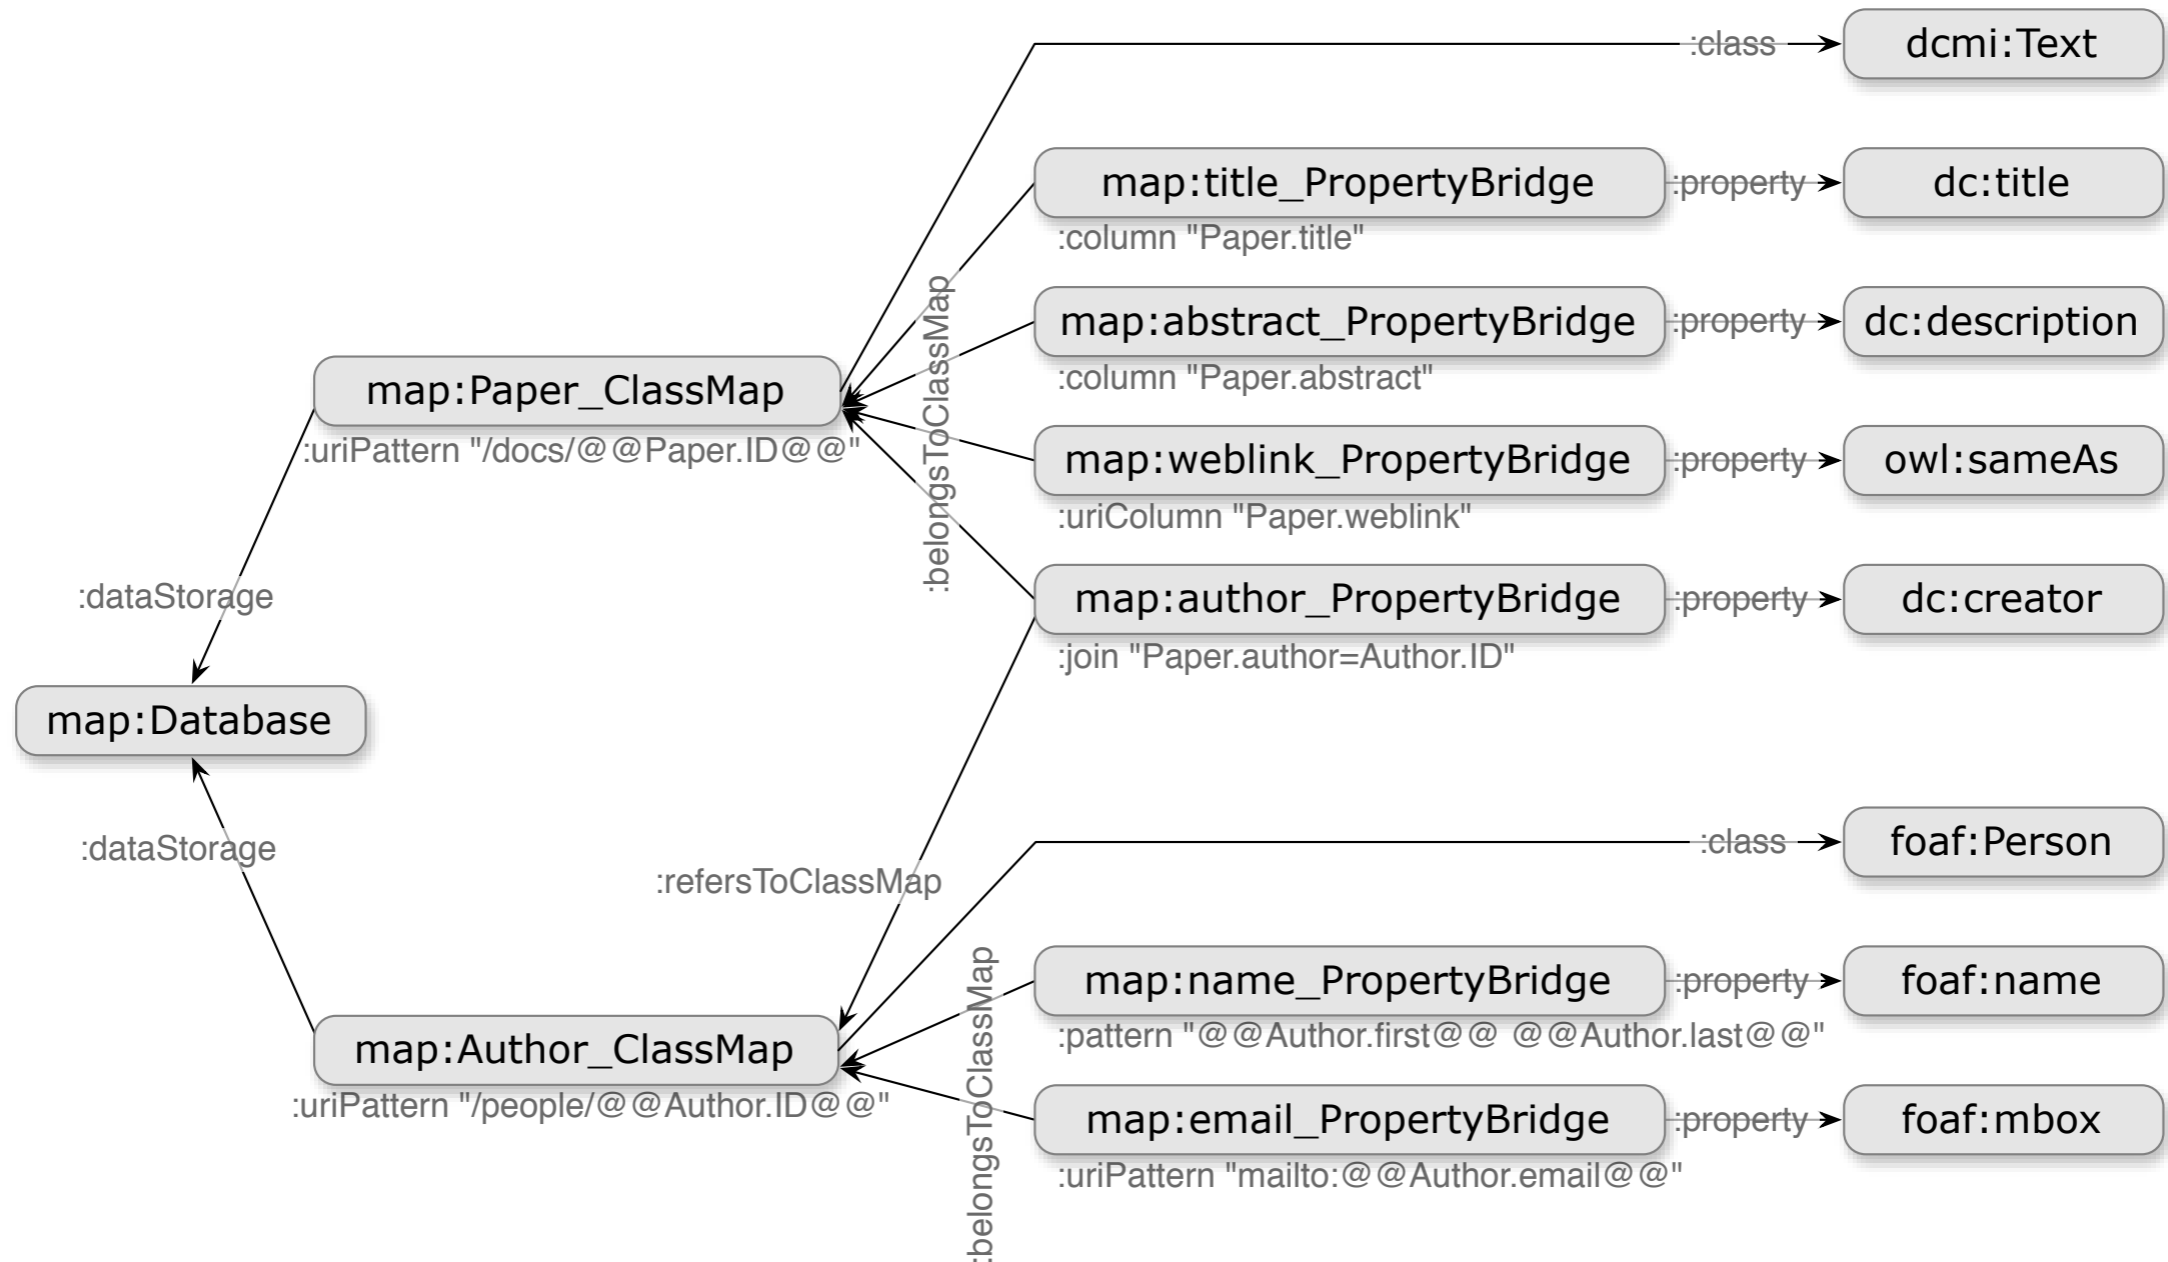 :class
dcmi:Text
map:title_PropertyBridge
:property
dc:title
:column "Paper.title"
map:abstract_PropertyBridge
:property
dc:description
:column "Paper.abstract"
:belongsToClassMap
map:Paper_ClassMap
:uriPattern "/docs/@@Paper.ID@@"
map:weblink_PropertyBridge
:property
owl:sameAs
:uriColumn "Paper.weblink"
:dataStorage
map:author_PropertyBridge
:property
dc:creator
:join "Paper.author=Author.ID"
map:Database
:dataStorage
:refersToClassMap
:class
foaf:Person
map:name_PropertyBridge
:property
foaf:name
:pattern "@@Author.first@@ @@Author.last@@"
:belongsToClassMap
map:Author_ClassMap
:uriPattern "/people/@@Author.ID@@"
map:email_PropertyBridge
:property
foaf:mbox
:uriPattern "mailto:@@Author.email@@"